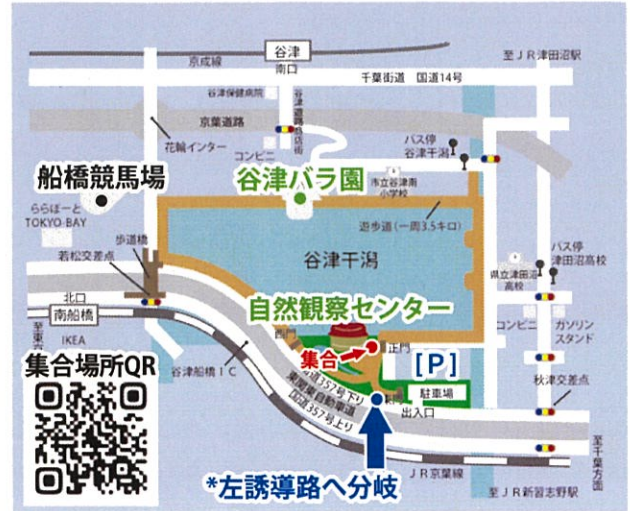 谷津
南口
京成線
至JR津田沼駅
千葉街道 国道14号
谷津保健病院
谷津遊路商店街
京葉道路
花輪インター
コンビニ
バス停
谷津干潟
船橋競馬場
谷津バラ園
市立谷津南
小学校
ららぽーと
TOKYO-BAY
遊歩道(一周3.5キロ)
歩道橋
若松交差点
谷津干潟
バス停
津田沼高校
県立津田沼
高校
北口
南船橋
自然観察センター
西門
正門
集合
コンビニ
ガソリン
スタンド
IKEA
谷津船橋IC
[P]
駐車場
秋津交差点
集合場所QR
国道357号下り
東関東自動車道
国道357号上り
出入口
至千葉方面
*左誘導路へ分岐
JR京葉線
至JR新習志野駅